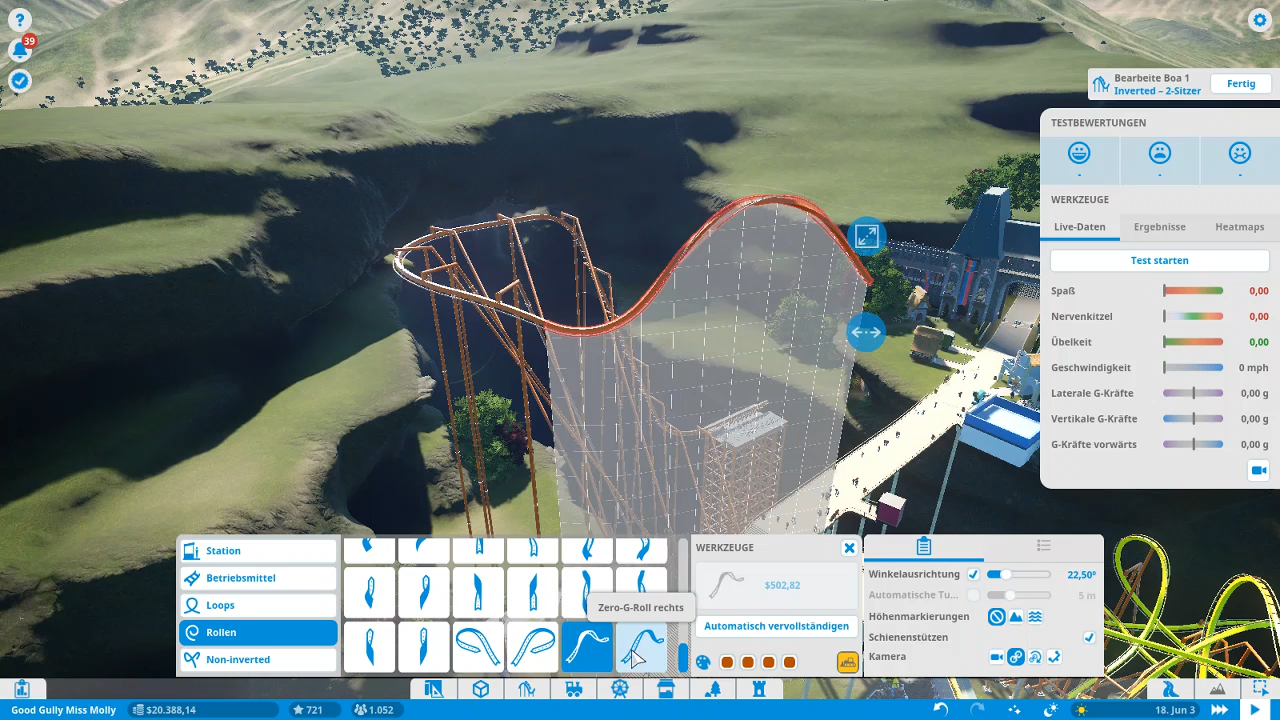 ?
39
Bearbeite Boa 1
Inverted – 2-Sitzer
Fertig
TESTBEWERTUNGEN
- - -
WERKZEUGE
Live-Daten Ergebnisse Heatmaps
Test starten
Spaß 0,00
Nervenkitzel 0,00
Übelkeit 0,00
Geschwindigkeit 0 mph
Laterale G-Kräfte 0,00 g
Vertikale G-Kräfte 0,00 g
G-Kräfte vorwärts 0,00 g
Station
Betriebsmittel
Loops
Rollen
Non-inverted
Zero-G-Roll rechts
WERKZEUGE
$502,82
Automatisch vervollständigen
Winkelausrichtung 22,50°
Automatische Tu... 5 m
Höhenmarkierungen
Schienenstützen
Kamera
Good Gully Miss Molly $20.388,14 721 1.052 18. Jun 3